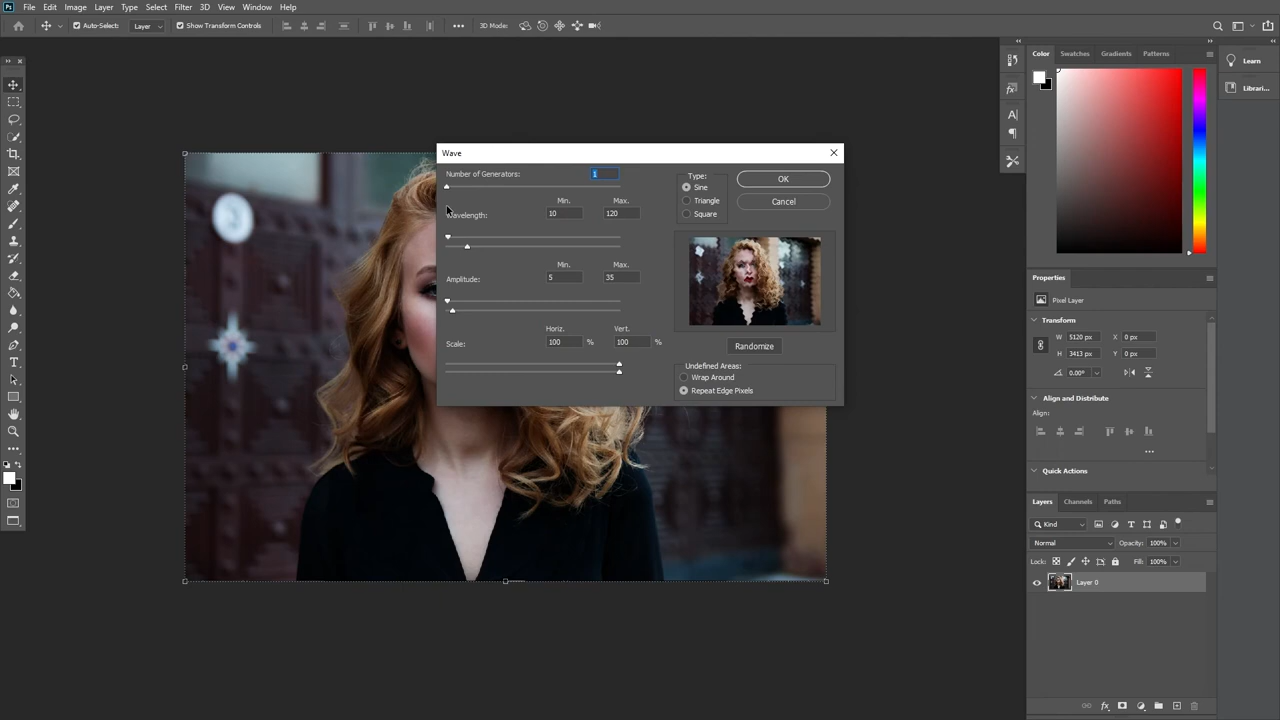 Ps File Edit Image Layer Type Select Filter 3D View Window Help
Auto-Select: Layer Show Transform Controls 3D Mode:
Color Swatches Gradients Patterns
Learn
Librari...
Wave
Number of Generators: 1
Min. Max.
Wavelength: 10 120
Min. Max.
Amplitude: 5 35
Horiz. Vert.
Scale: 100 % 100 %
Type:
Sine
Triangle
Square
OK
Cancel
Randomize
Undefined Areas:
Wrap Around
Repeat Edge Pixels
Properties
Pixel Layer
Transform
W 5120 px X 0 px
H 3413 px Y 0 px
0.00°
Align and Distribute
Align:
Quick Actions
Layers Channels Paths
Kind
Normal Opacity: 100%
Lock: Fill: 100%
Layer 0